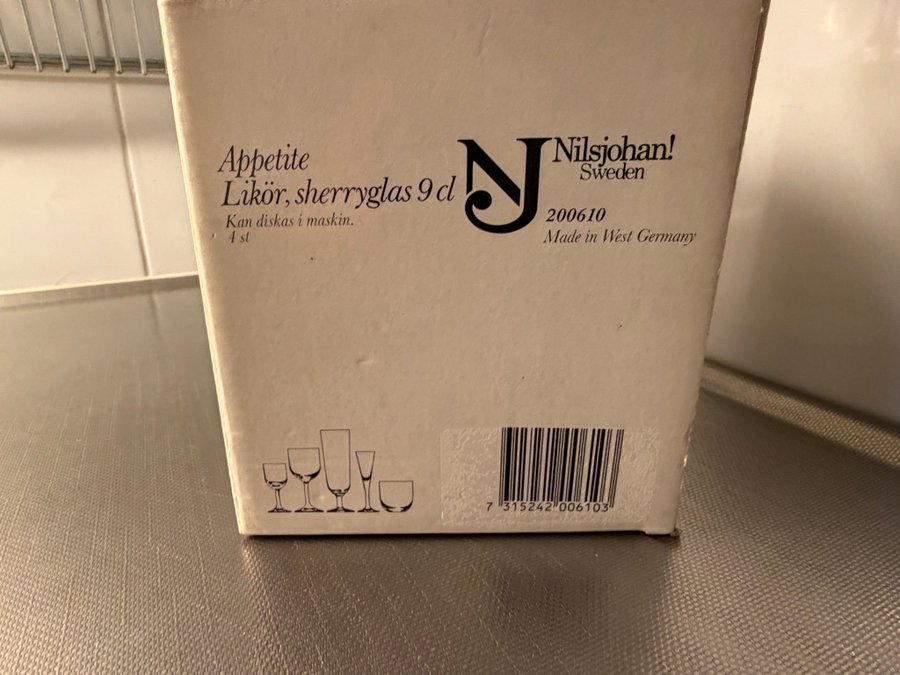 Appetite
Likör, sherryglas 9 cl
Kan diskas i maskin.
4 st
NJ
Nilsjohan!
Sweden
200610
Made in West Germany
7 315242 006103